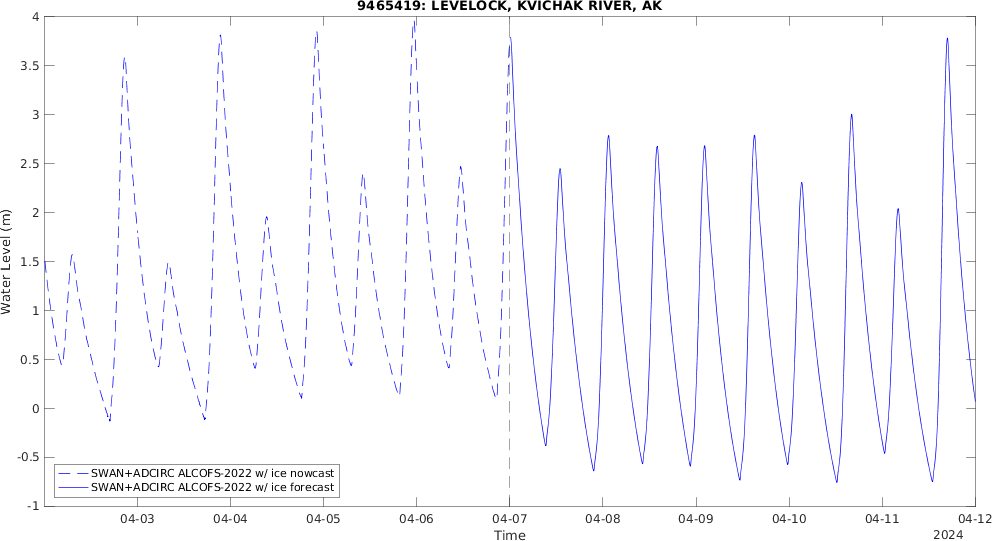 9465419: LEVELOCK, KVICHAK RIVER, AK
4
3.5
3
2.5
2
1.5
1
0.5
0
-0.5
-1
Water Level (m)
SWAN+ADCIRC ALCOFS-2022 w/ ice nowcast
SWAN+ADCIRC ALCOFS-2022 w/ ice forecast
04-03 04-04 04-05 04-06 04-07 04-08 04-09 04-10 04-11 04-12
Time
2024